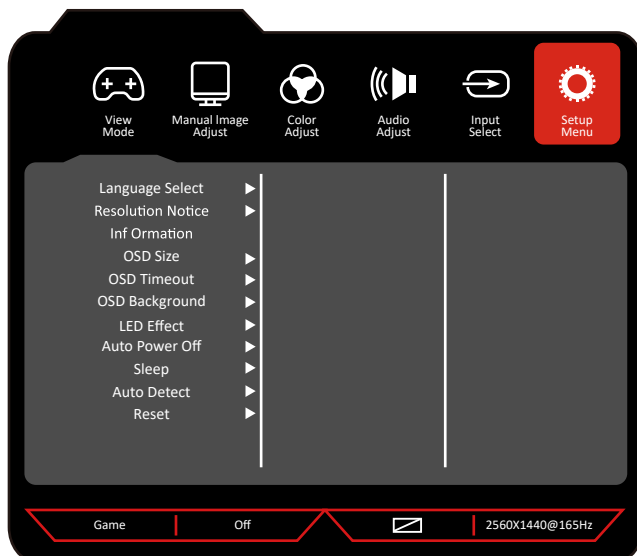 View
Mode
Manual Image
Adjust
Color
Adjust
Audio
Adjust
Input
Select
Setup
Menu
Language Select
Resolution Notice
Inf Ormation
OSD Size
OSD Timeout
OSD Background
LED Effect
Auto Power Off
Sleep
Auto Detect
Reset
Game
Off
2560X1440@165Hz